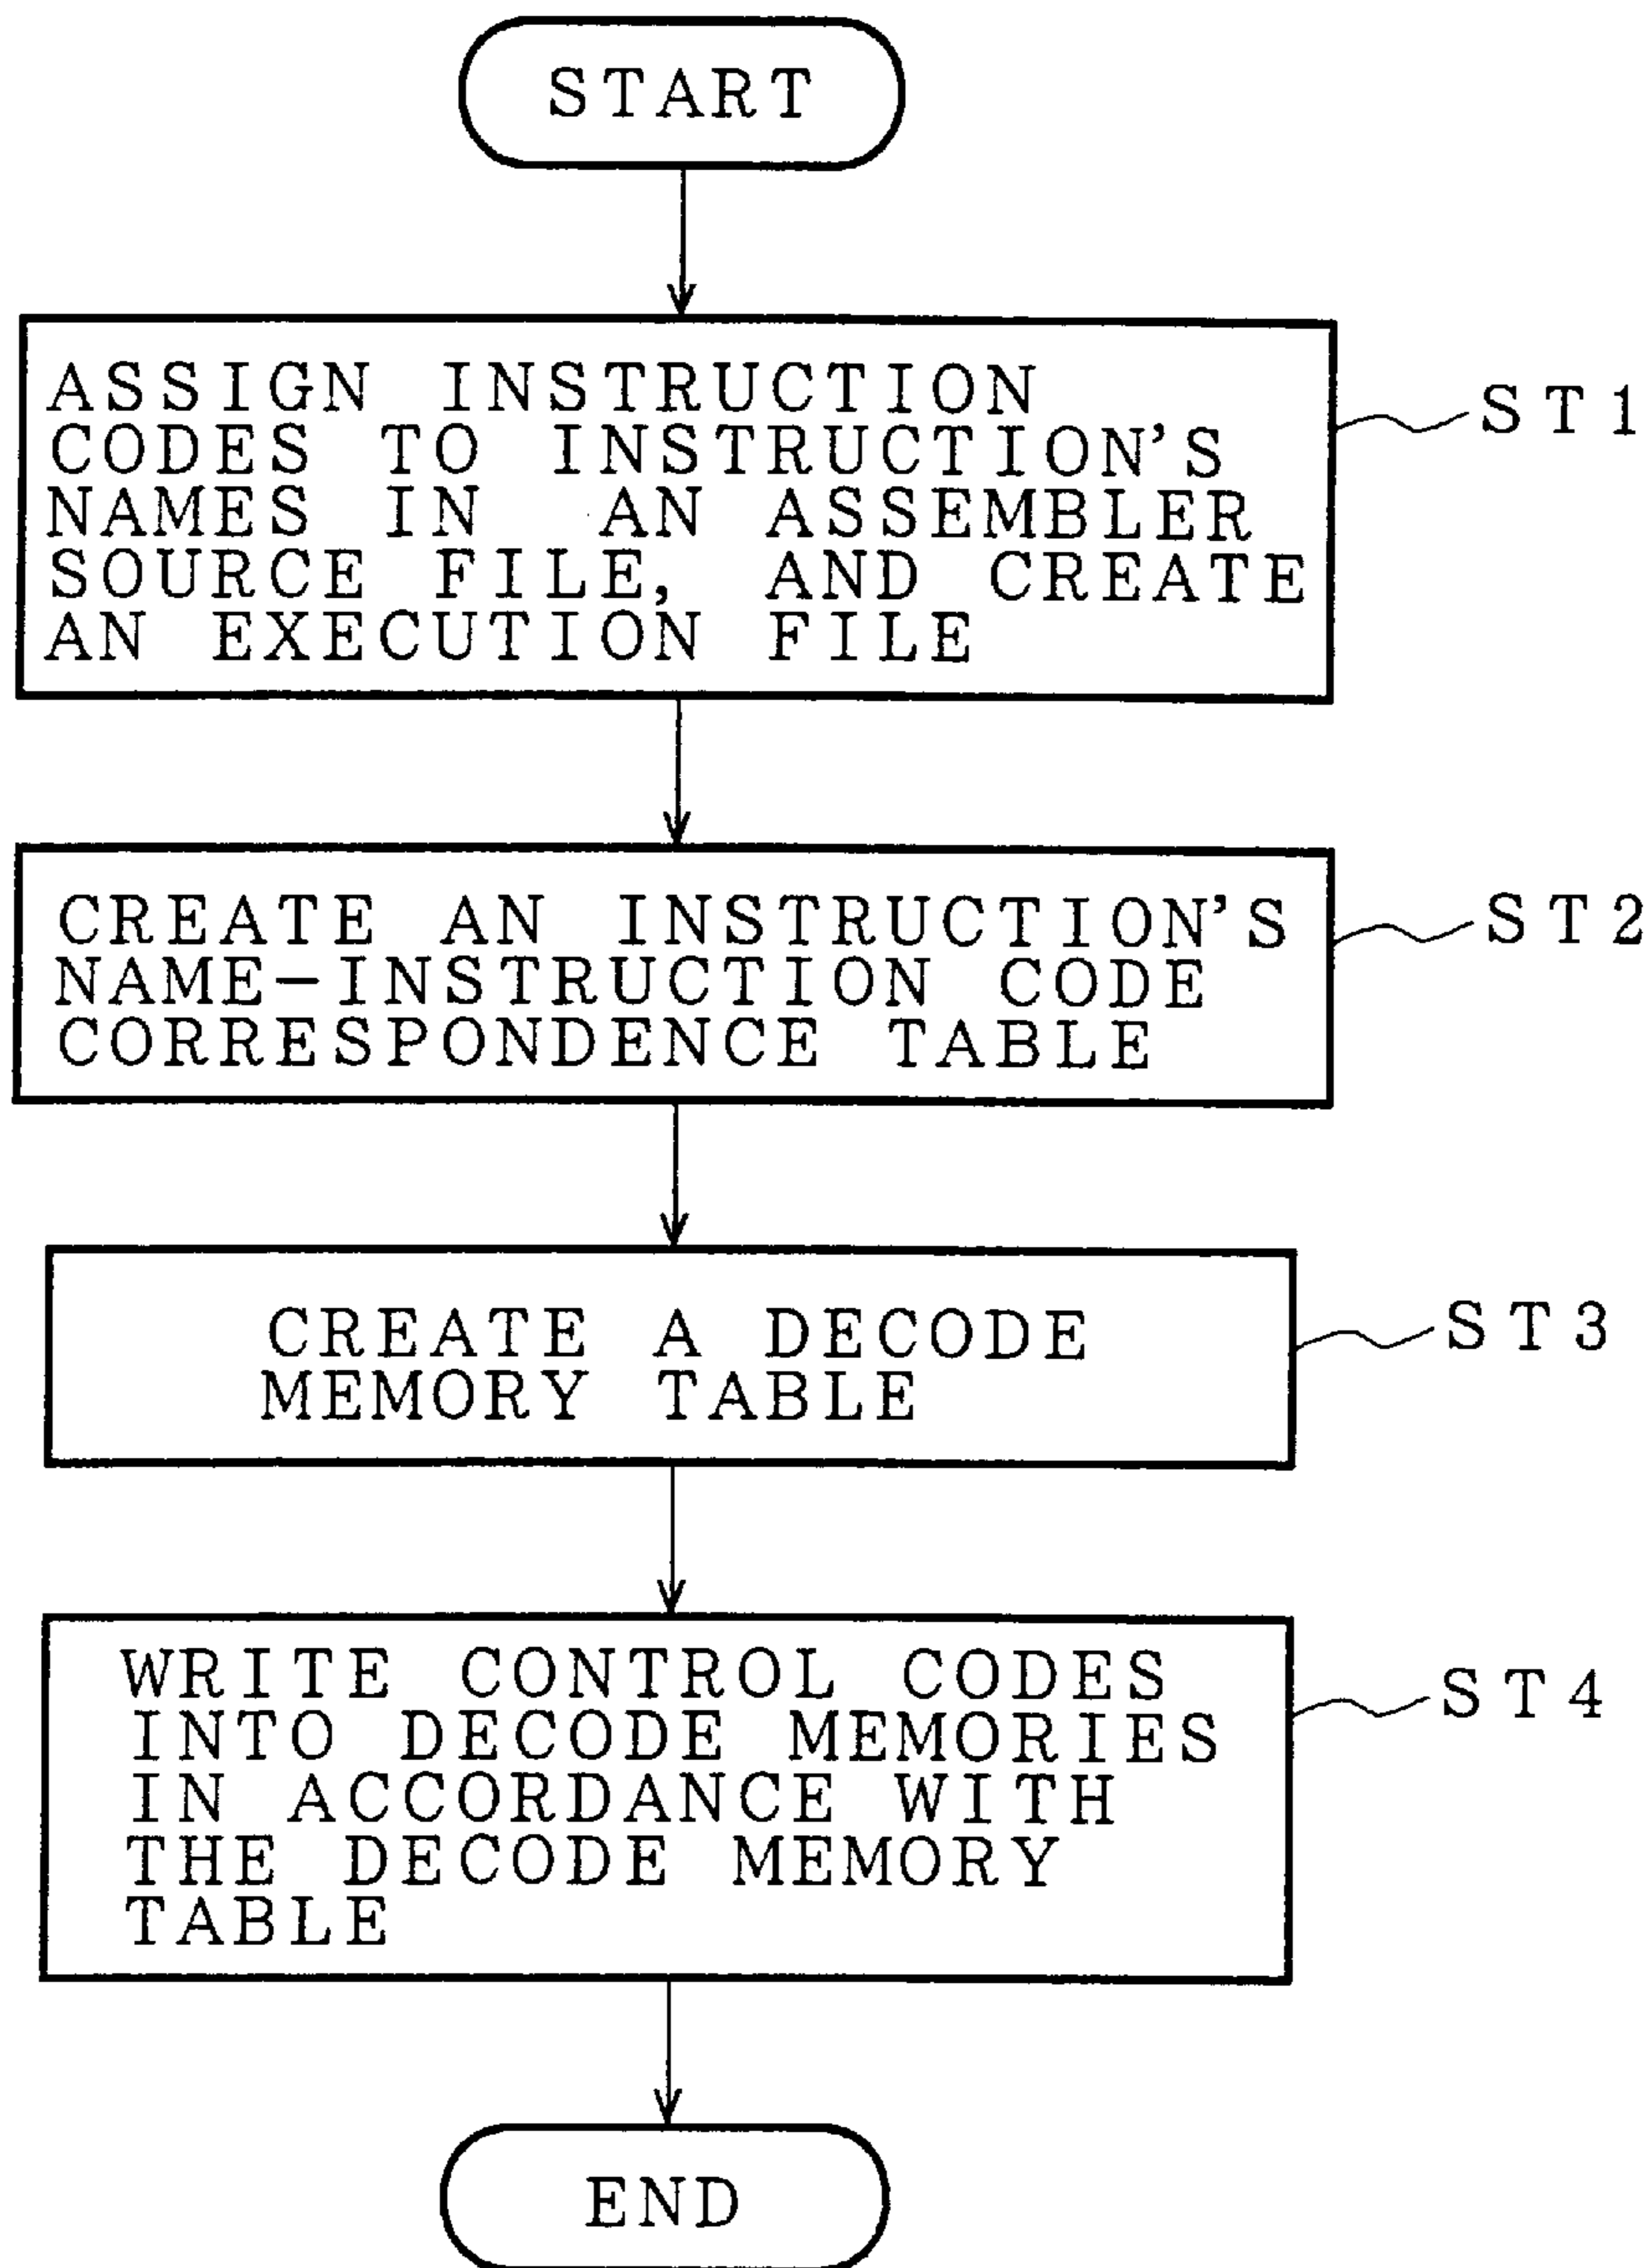 START
ASSIGN INSTRUCTION
CODES TO INSTRUCTION'S
NAMES IN AN ASSEMBLER
SOURCE FILE, AND CREATE
AN EXECUTION FILE
ST1
CREATE AN INSTRUCTION'S
NAME-INSTRUCTION CODE
CORRESPONDENCE TABLE
ST2
CREATE A DECODE
MEMORY TABLE
ST3
WRITE CONTROL CODES
INTO DECODE MEMORIES
IN ACCORDANCE WITH
THE DECODE MEMORY
TABLE
ST4
END